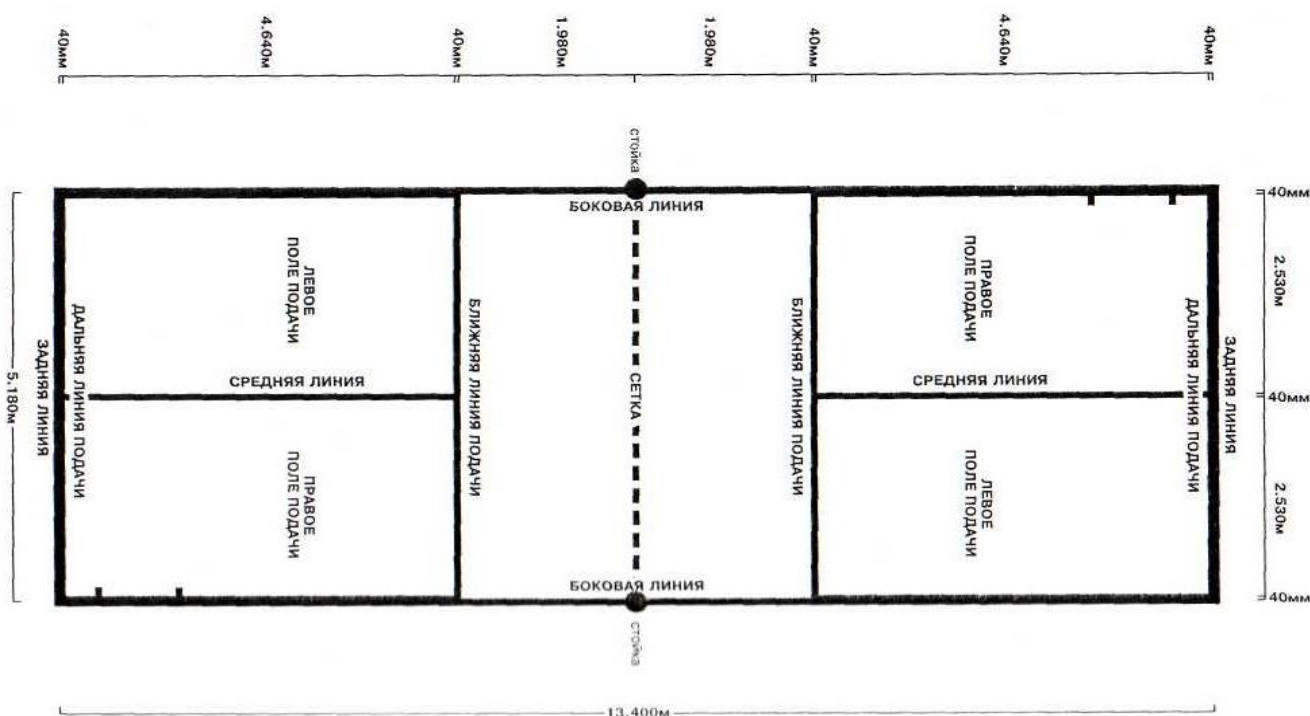 40мм
4.640м
40мм
1.980м
1.980м
40мм
4.640м
40мм
стойка
БОКОВАЯ ЛИНИЯ
40мм
2.530м
40мм
2.530м
40мм
5.180м
ЗАДНЯЯ ЛИНИЯ
ДАЛЬНЯЯ ЛИНИЯ ПОДАЧИ
ЛЕВОЕ
ПОЛЕ ПОДАЧИ
СРЕДНЯЯ ЛИНИЯ
ПРАВОЕ
ПОЛЕ ПОДАЧИ
БЛИЖНЯЯ ЛИНИЯ ПОДАЧИ
СЕТКА
БЛИЖНЯЯ ЛИНИЯ ПОДАЧИ
ПРАВОЕ
ПОЛЕ ПОДАЧИ
СРЕДНЯЯ ЛИНИЯ
ЛЕВОЕ
ПОЛЕ ПОДАЧИ
ДАЛЬНЯЯ ЛИНИЯ ПОДАЧИ
ЗАДНЯЯ ЛИНИЯ
БОКОВАЯ ЛИНИЯ
стойка
13.400м